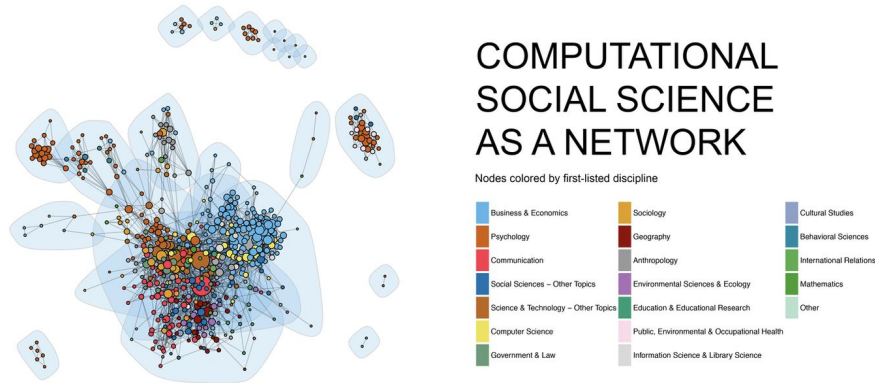 COMPUTATIONAL
SOCIAL SCIENCE
AS A NETWORK
Nodes colored by first-listed discipline
Business & Economics
Psychology
Communication
Social Sciences – Other Topics
Science & Technology – Other Topics
Computer Science
Government & Law
Sociology
Geography
Anthropology
Environmental Sciences & Ecology
Education & Educational Research
Public, Environmental & Occupational Health
Information Science & Library Science
Cultural Studies
Behavioral Sciences
International Relations
Mathematics
Other